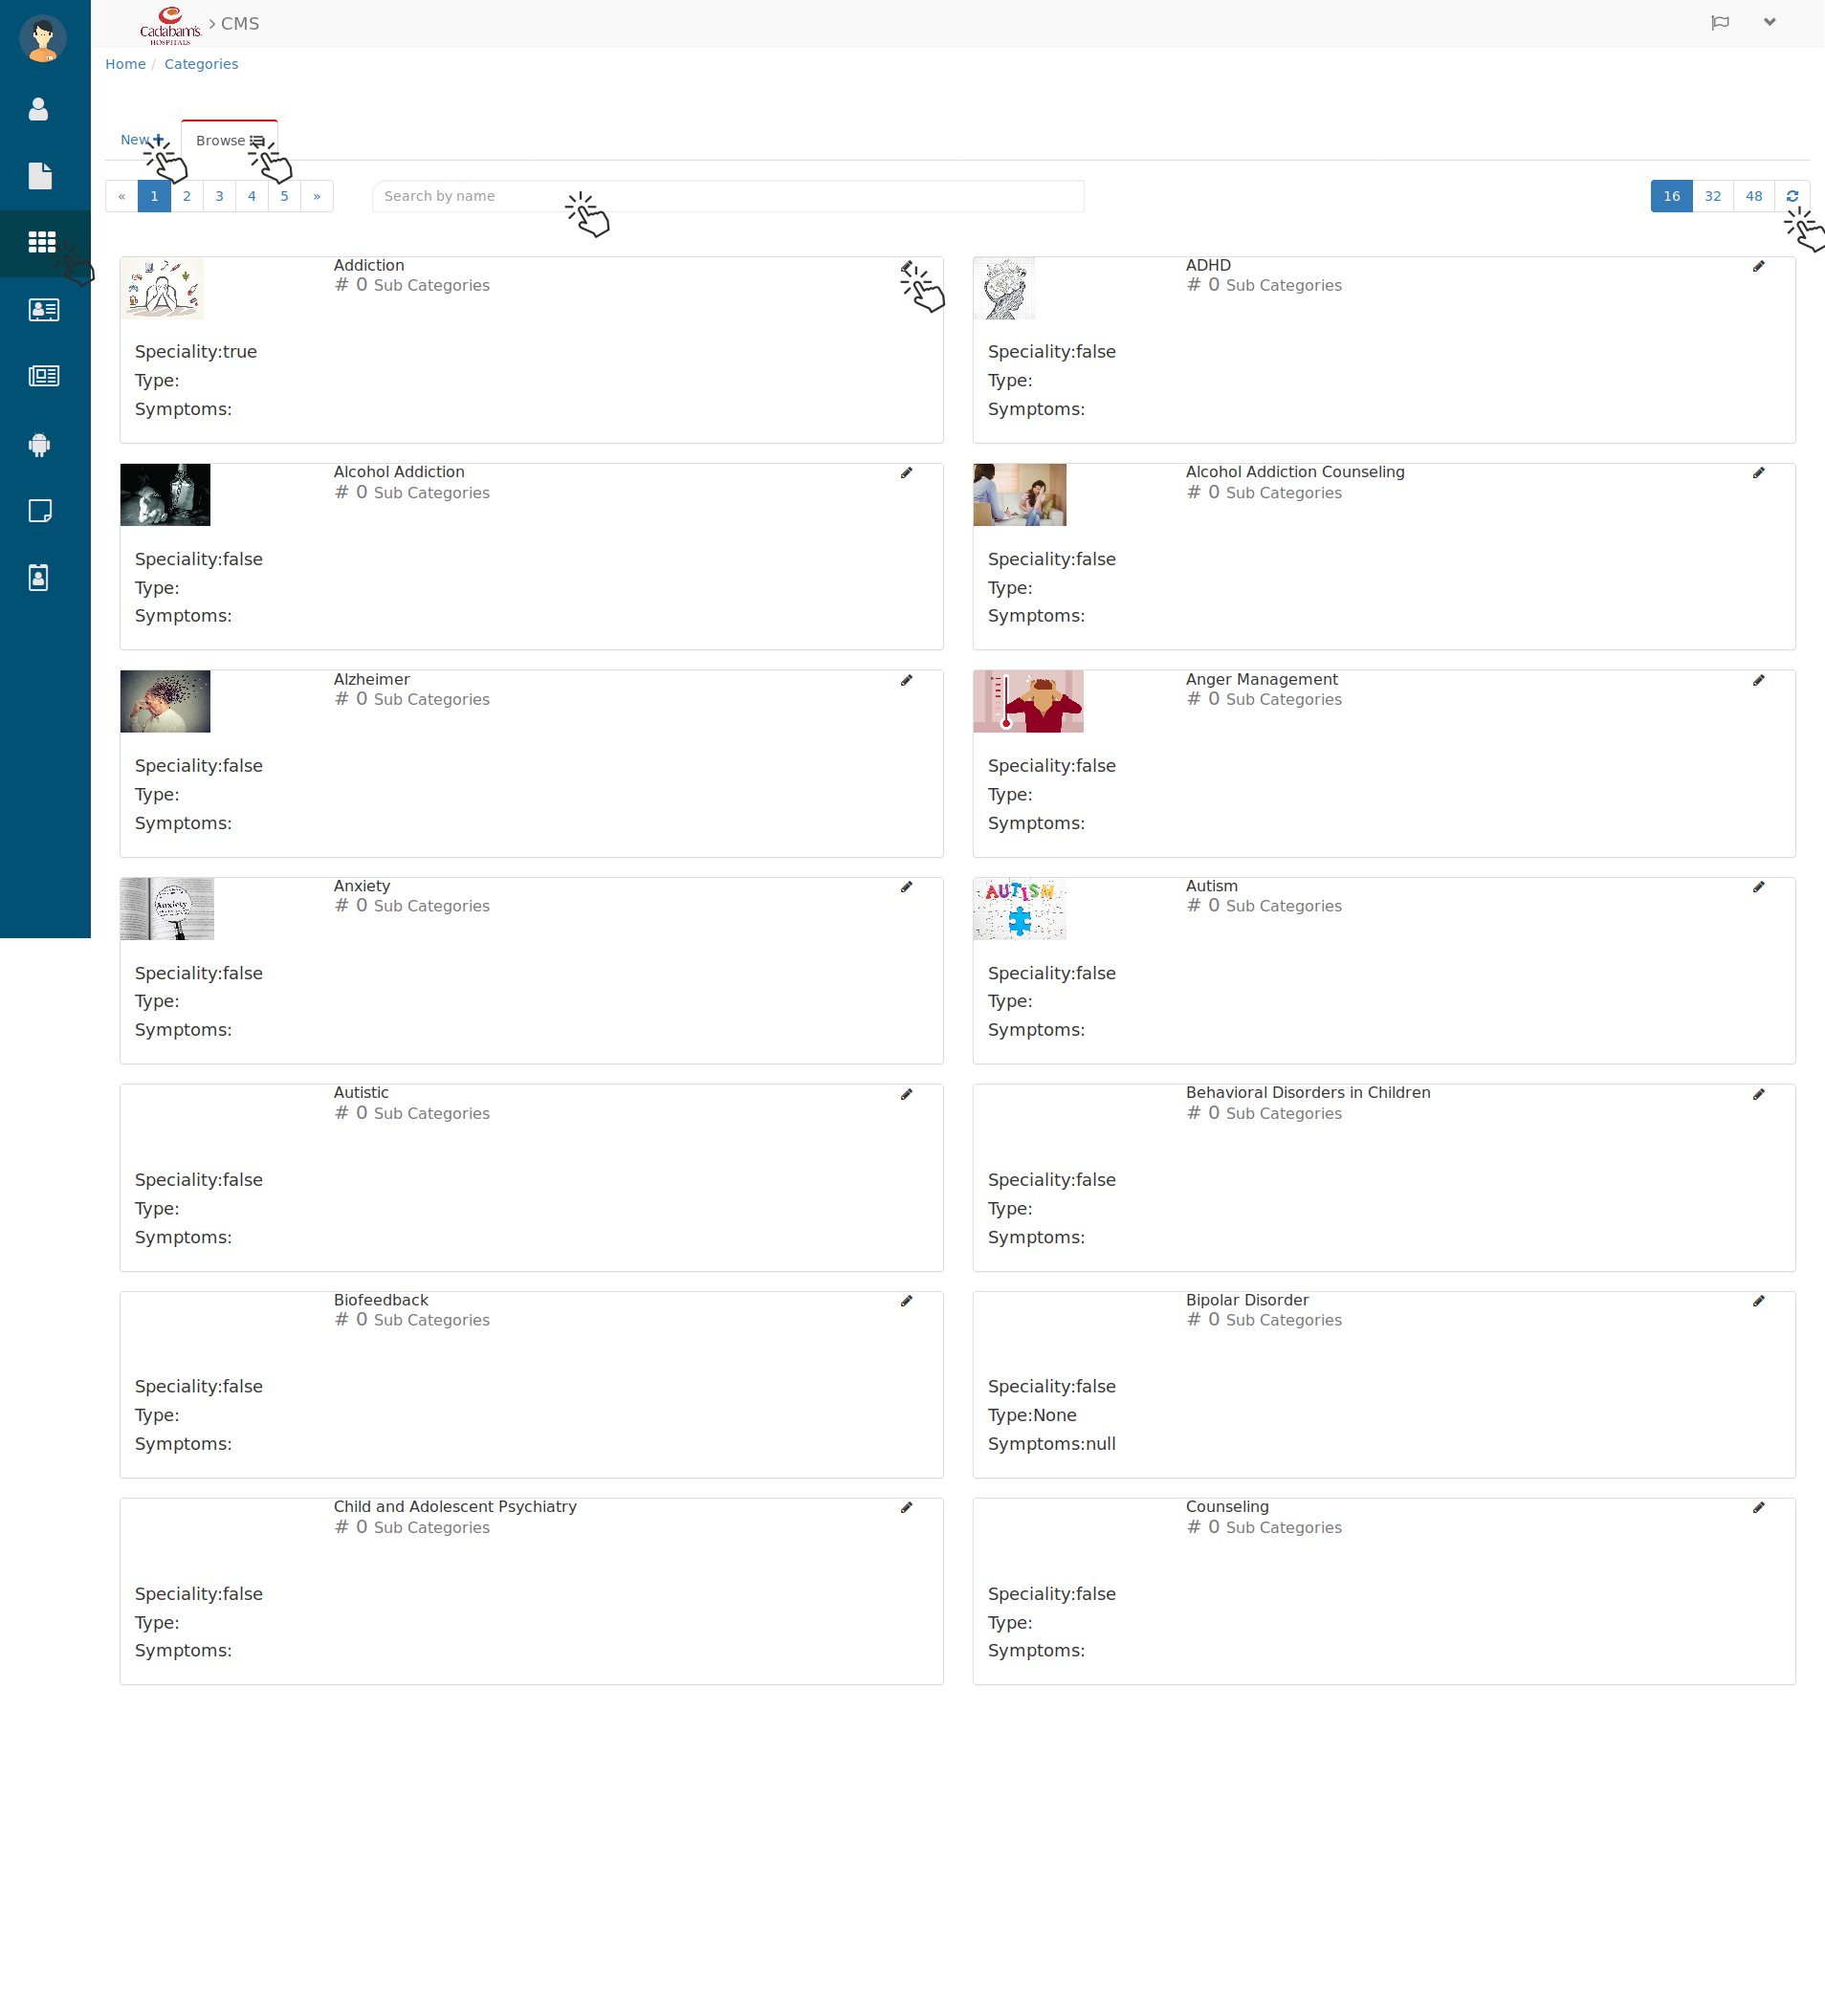 Cadabam's
HOSPITALS
> CMS
Home / Categories
New +
Browse
« 1 2 3 4 5 »
Search by name
16 32 48
Addiction
# 0 Sub Categories
Speciality:true
Type:
Symptoms:
ADHD
# 0 Sub Categories
Speciality:false
Type:
Symptoms:
Alcohol Addiction
# 0 Sub Categories
Speciality:false
Type:
Symptoms:
Alcohol Addiction Counseling
# 0 Sub Categories
Speciality:false
Type:
Symptoms:
Alzheimer
# 0 Sub Categories
Speciality:false
Type:
Symptoms:
Anger Management
# 0 Sub Categories
Speciality:false
Type:
Symptoms:
Anxiety
Anxiety
# 0 Sub Categories
Speciality:false
Type:
Symptoms:
AUTISM
Autism
# 0 Sub Categories
Speciality:false
Type:
Symptoms:
Autistic
# 0 Sub Categories
Speciality:false
Type:
Symptoms:
Behavioral Disorders in Children
# 0 Sub Categories
Speciality:false
Type:
Symptoms:
Biofeedback
# 0 Sub Categories
Speciality:false
Type:
Symptoms:
Bipolar Disorder
# 0 Sub Categories
Speciality:false
Type:None
Symptoms:null
Child and Adolescent Psychiatry
# 0 Sub Categories
Speciality:false
Type:
Symptoms:
Counseling
# 0 Sub Categories
Speciality:false
Type:
Symptoms: